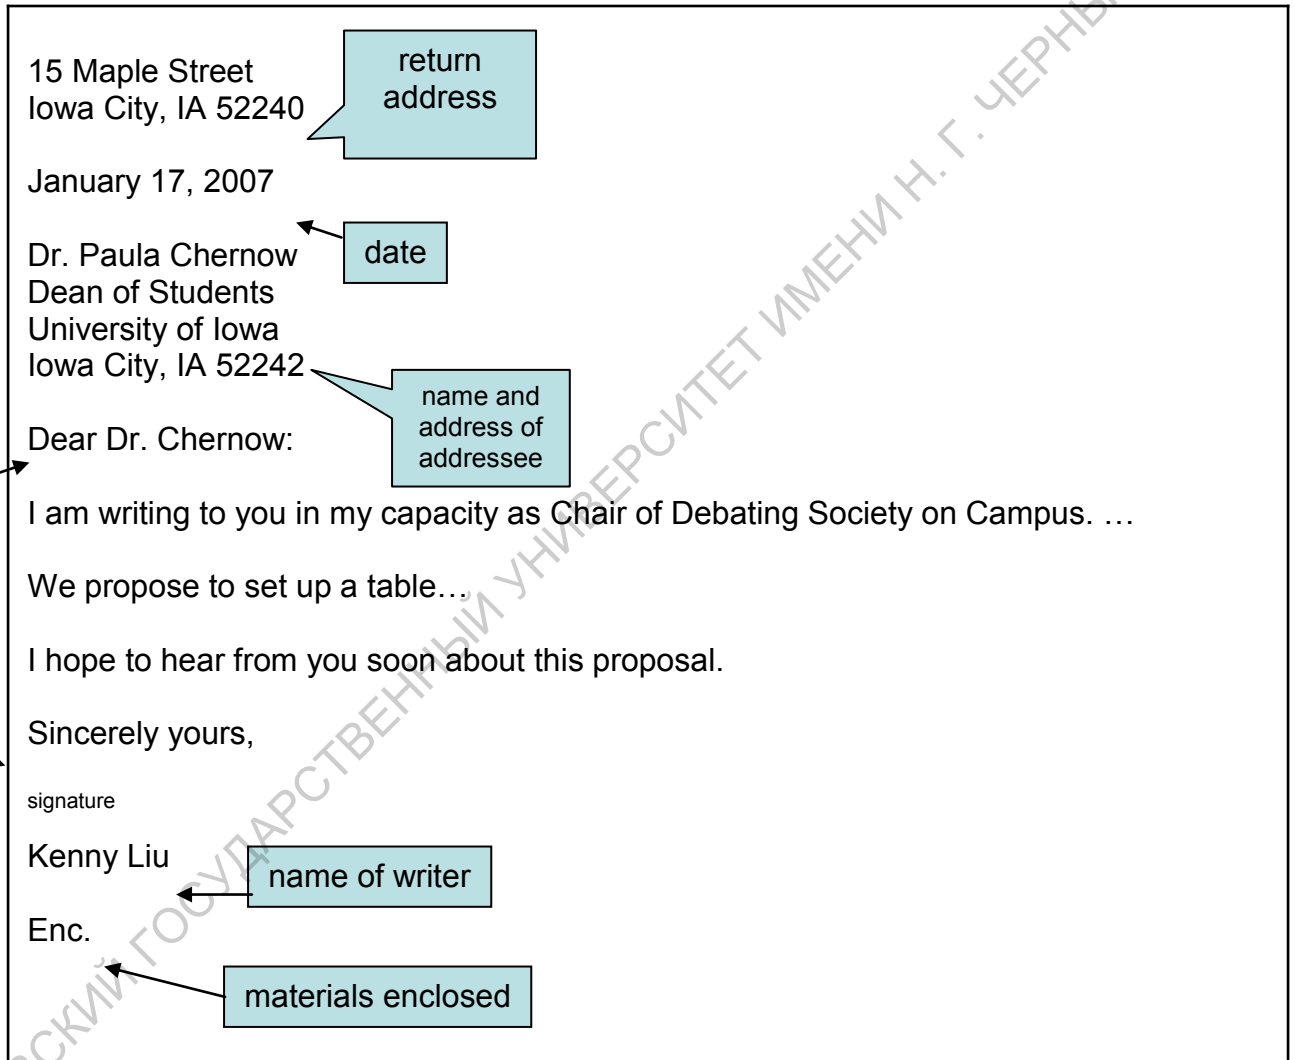 15 Maple Street
Iowa City, IA 52240
return
address
January 17, 2007
date
Dr. Paula Chernow
Dean of Students
University of Iowa
Iowa City, IA 52242
name and
address of
addressee
Dear Dr. Chernow:
I am writing to you in my capacity as Chair of Debating Society on Campus. …
We propose to set up a table…
I hope to hear from you soon about this proposal.
Sincerely yours,
signature
Kenny Liu
name of writer
Enc.
materials enclosed
ГОСУДАРСТВЕННЫЙ УНИВЕРСИТЕТ ИМЕНИ Н. Г.